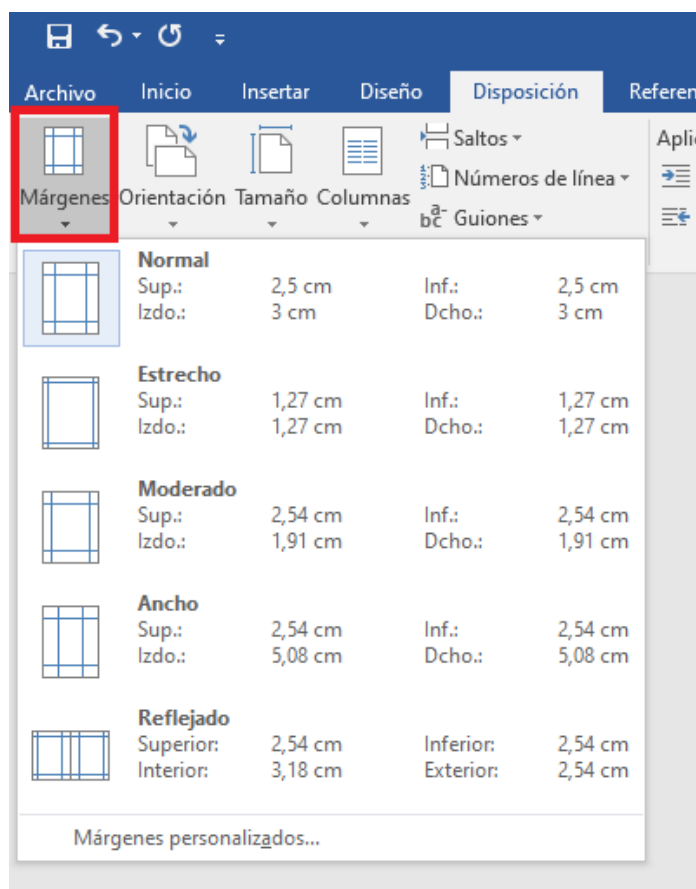 Archivo Inicio Insertar Diseño Disposición
Márgenes Orientación Tamaño Columnas
Saltos
Números de línea
Guiones
Normal
Sup.: 2,5 cm Inf.: 2,5 cm
Izdo.: 3 cm Dcho.: 3 cm
Estrecho
Sup.: 1,27 cm Inf.: 1,27 cm
Izdo.: 1,27 cm Dcho.: 1,27 cm
Moderado
Sup.: 2,54 cm Inf.: 2,54 cm
Izdo.: 1,91 cm Dcho.: 1,91 cm
Ancho
Sup.: 2,54 cm Inf.: 2,54 cm
Izdo.: 5,08 cm Dcho.: 5,08 cm
Reflejado
Superior: 2,54 cm Inferior: 2,54 cm
Interior: 3,18 cm Exterior: 2,54 cm
Márgenes personalizados...